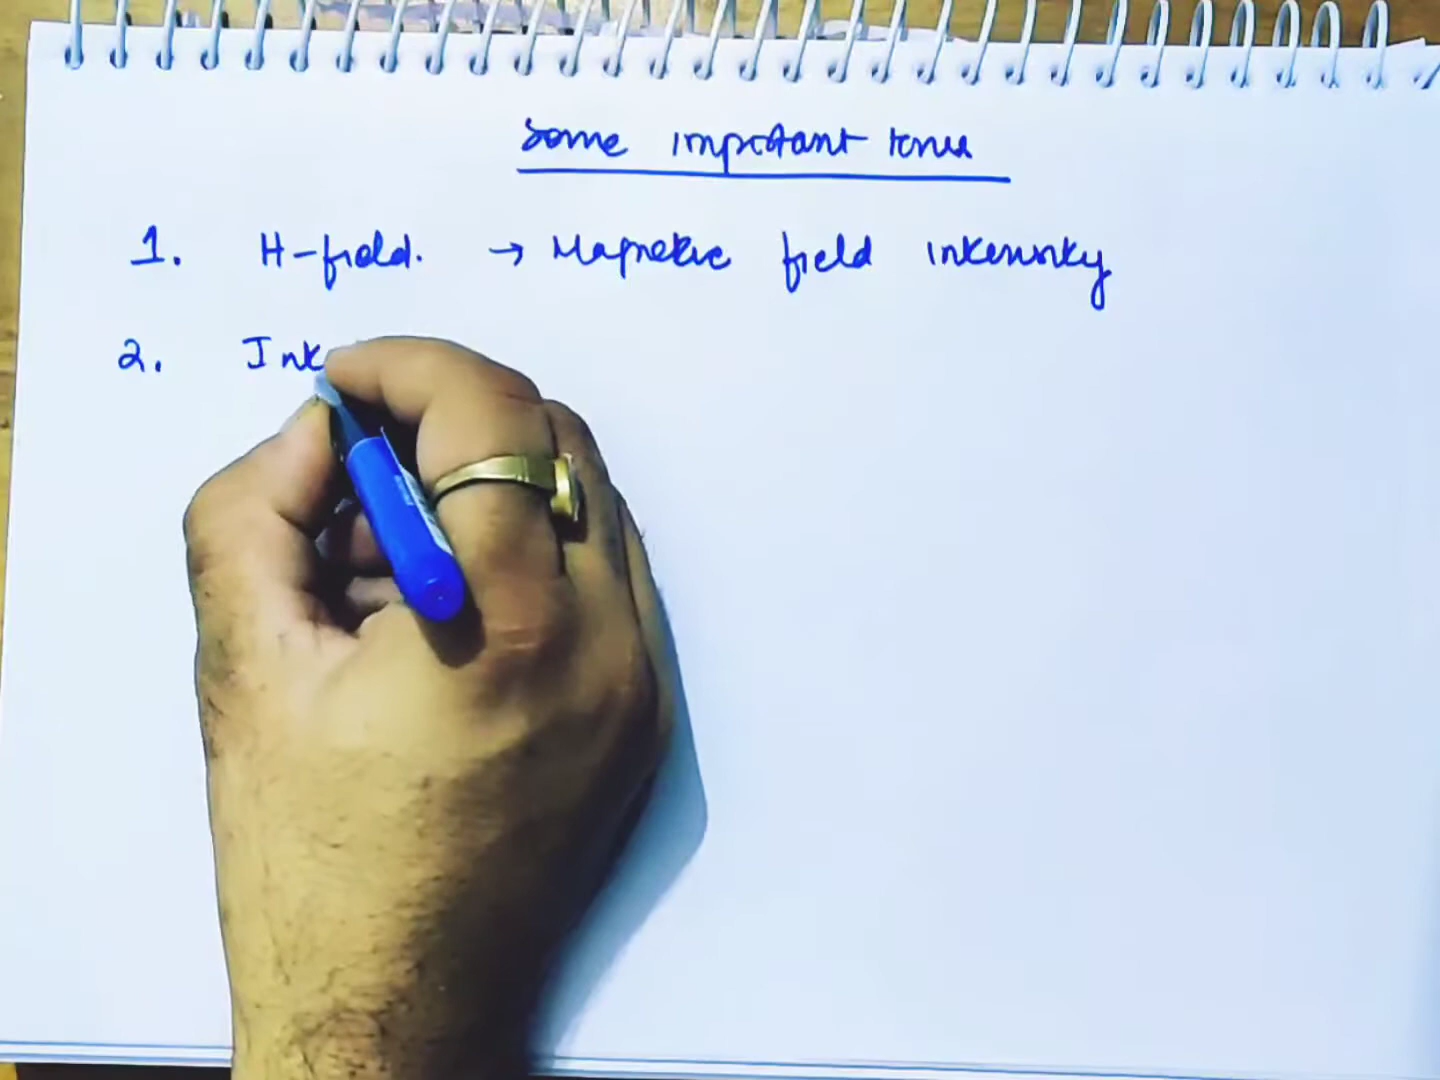 Some important terms
1. H-field. → Magnetic field intensity
2. Int